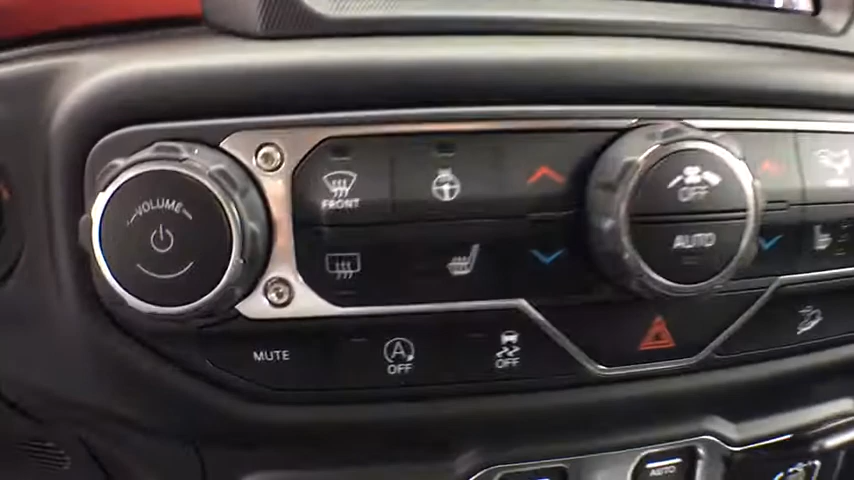 VOLUME
FRONT
OFF
AUTO
MUTE
A
OFF
OFF
AUTO